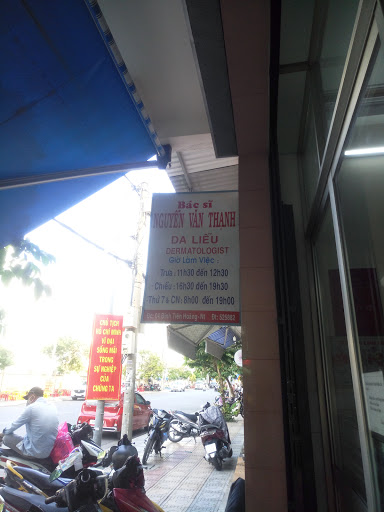 Bác sĩ
NGUYỄN VĂN THANH
DA LIỄU
DERMATOLOGIST
Giờ Làm Việc :
Trưa : 11h30 đến 12h30
Chiều : 16h30 đến 19h30
Thứ 7 & CN: 8h00 đến 19h00
CHỦ TỊCH
HỒ CHÍ MINH
VĨ ĐẠI
SỐNG MÃI
TRONG
SỰ NGHIỆP
CỦA
CHÚNG TA